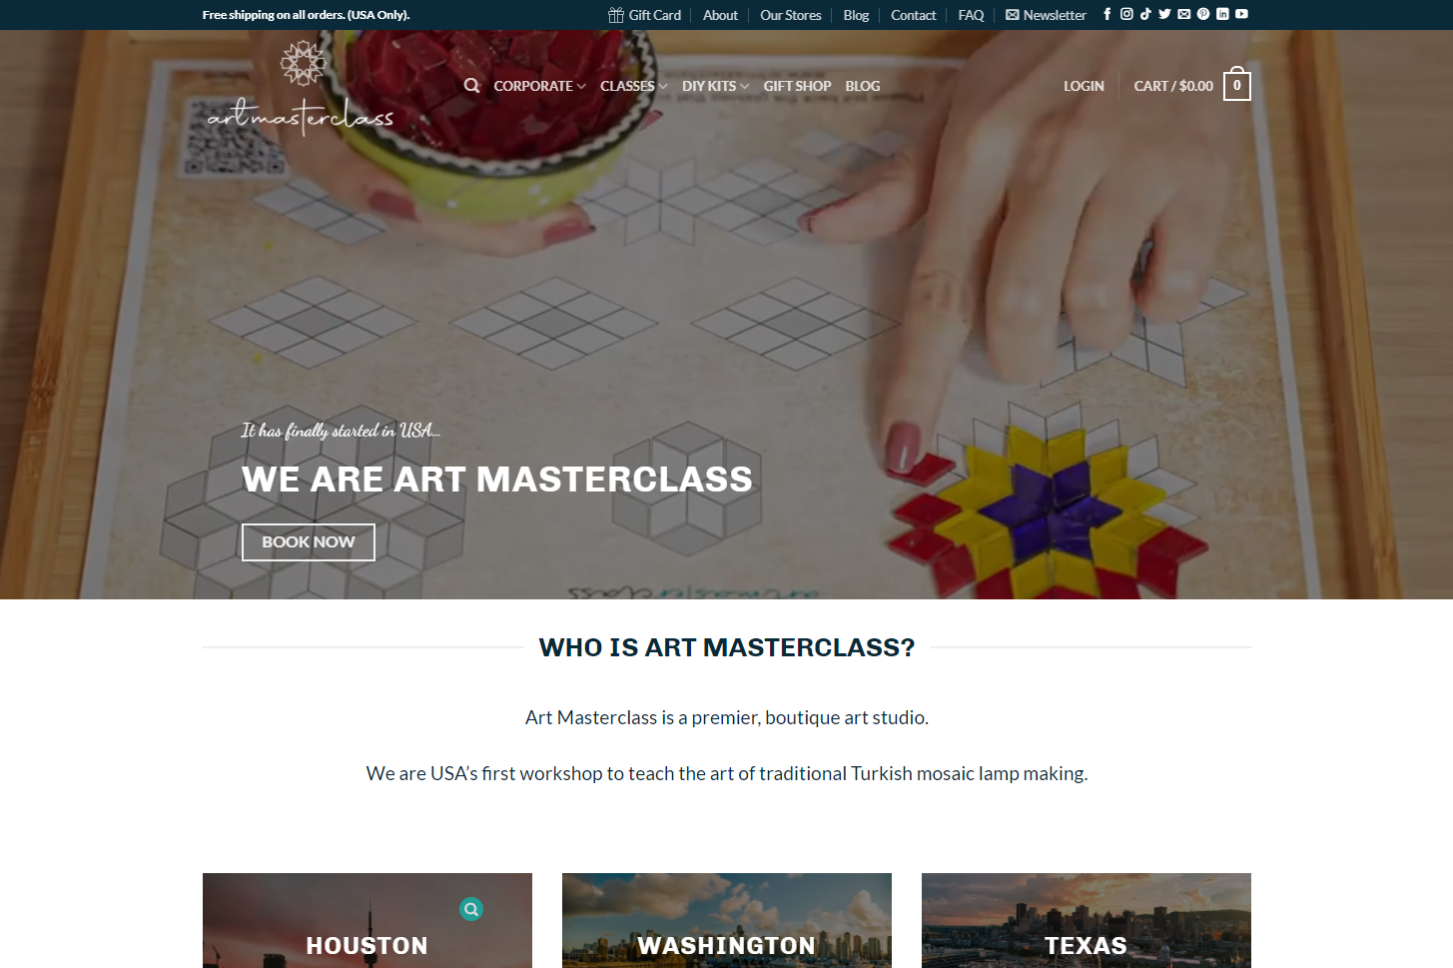 Free shipping on all orders. (USA Only).
Gift Card
About
Our Stores
Blog
Contact
FAQ
Newsletter
art masterclass
CORPORATE
CLASSES
DIY KITS
GIFT SHOP
BLOG
LOGIN
CART / $0.00
0
It has finally started in USA...
WE ARE ART MASTERCLASS
BOOK NOW
WHO IS ART MASTERCLASS?
Art Masterclass is a premier, boutique art studio.
We are USA’s first workshop to teach the art of traditional Turkish mosaic lamp making.
HOUSTON
WASHINGTON
TEXAS